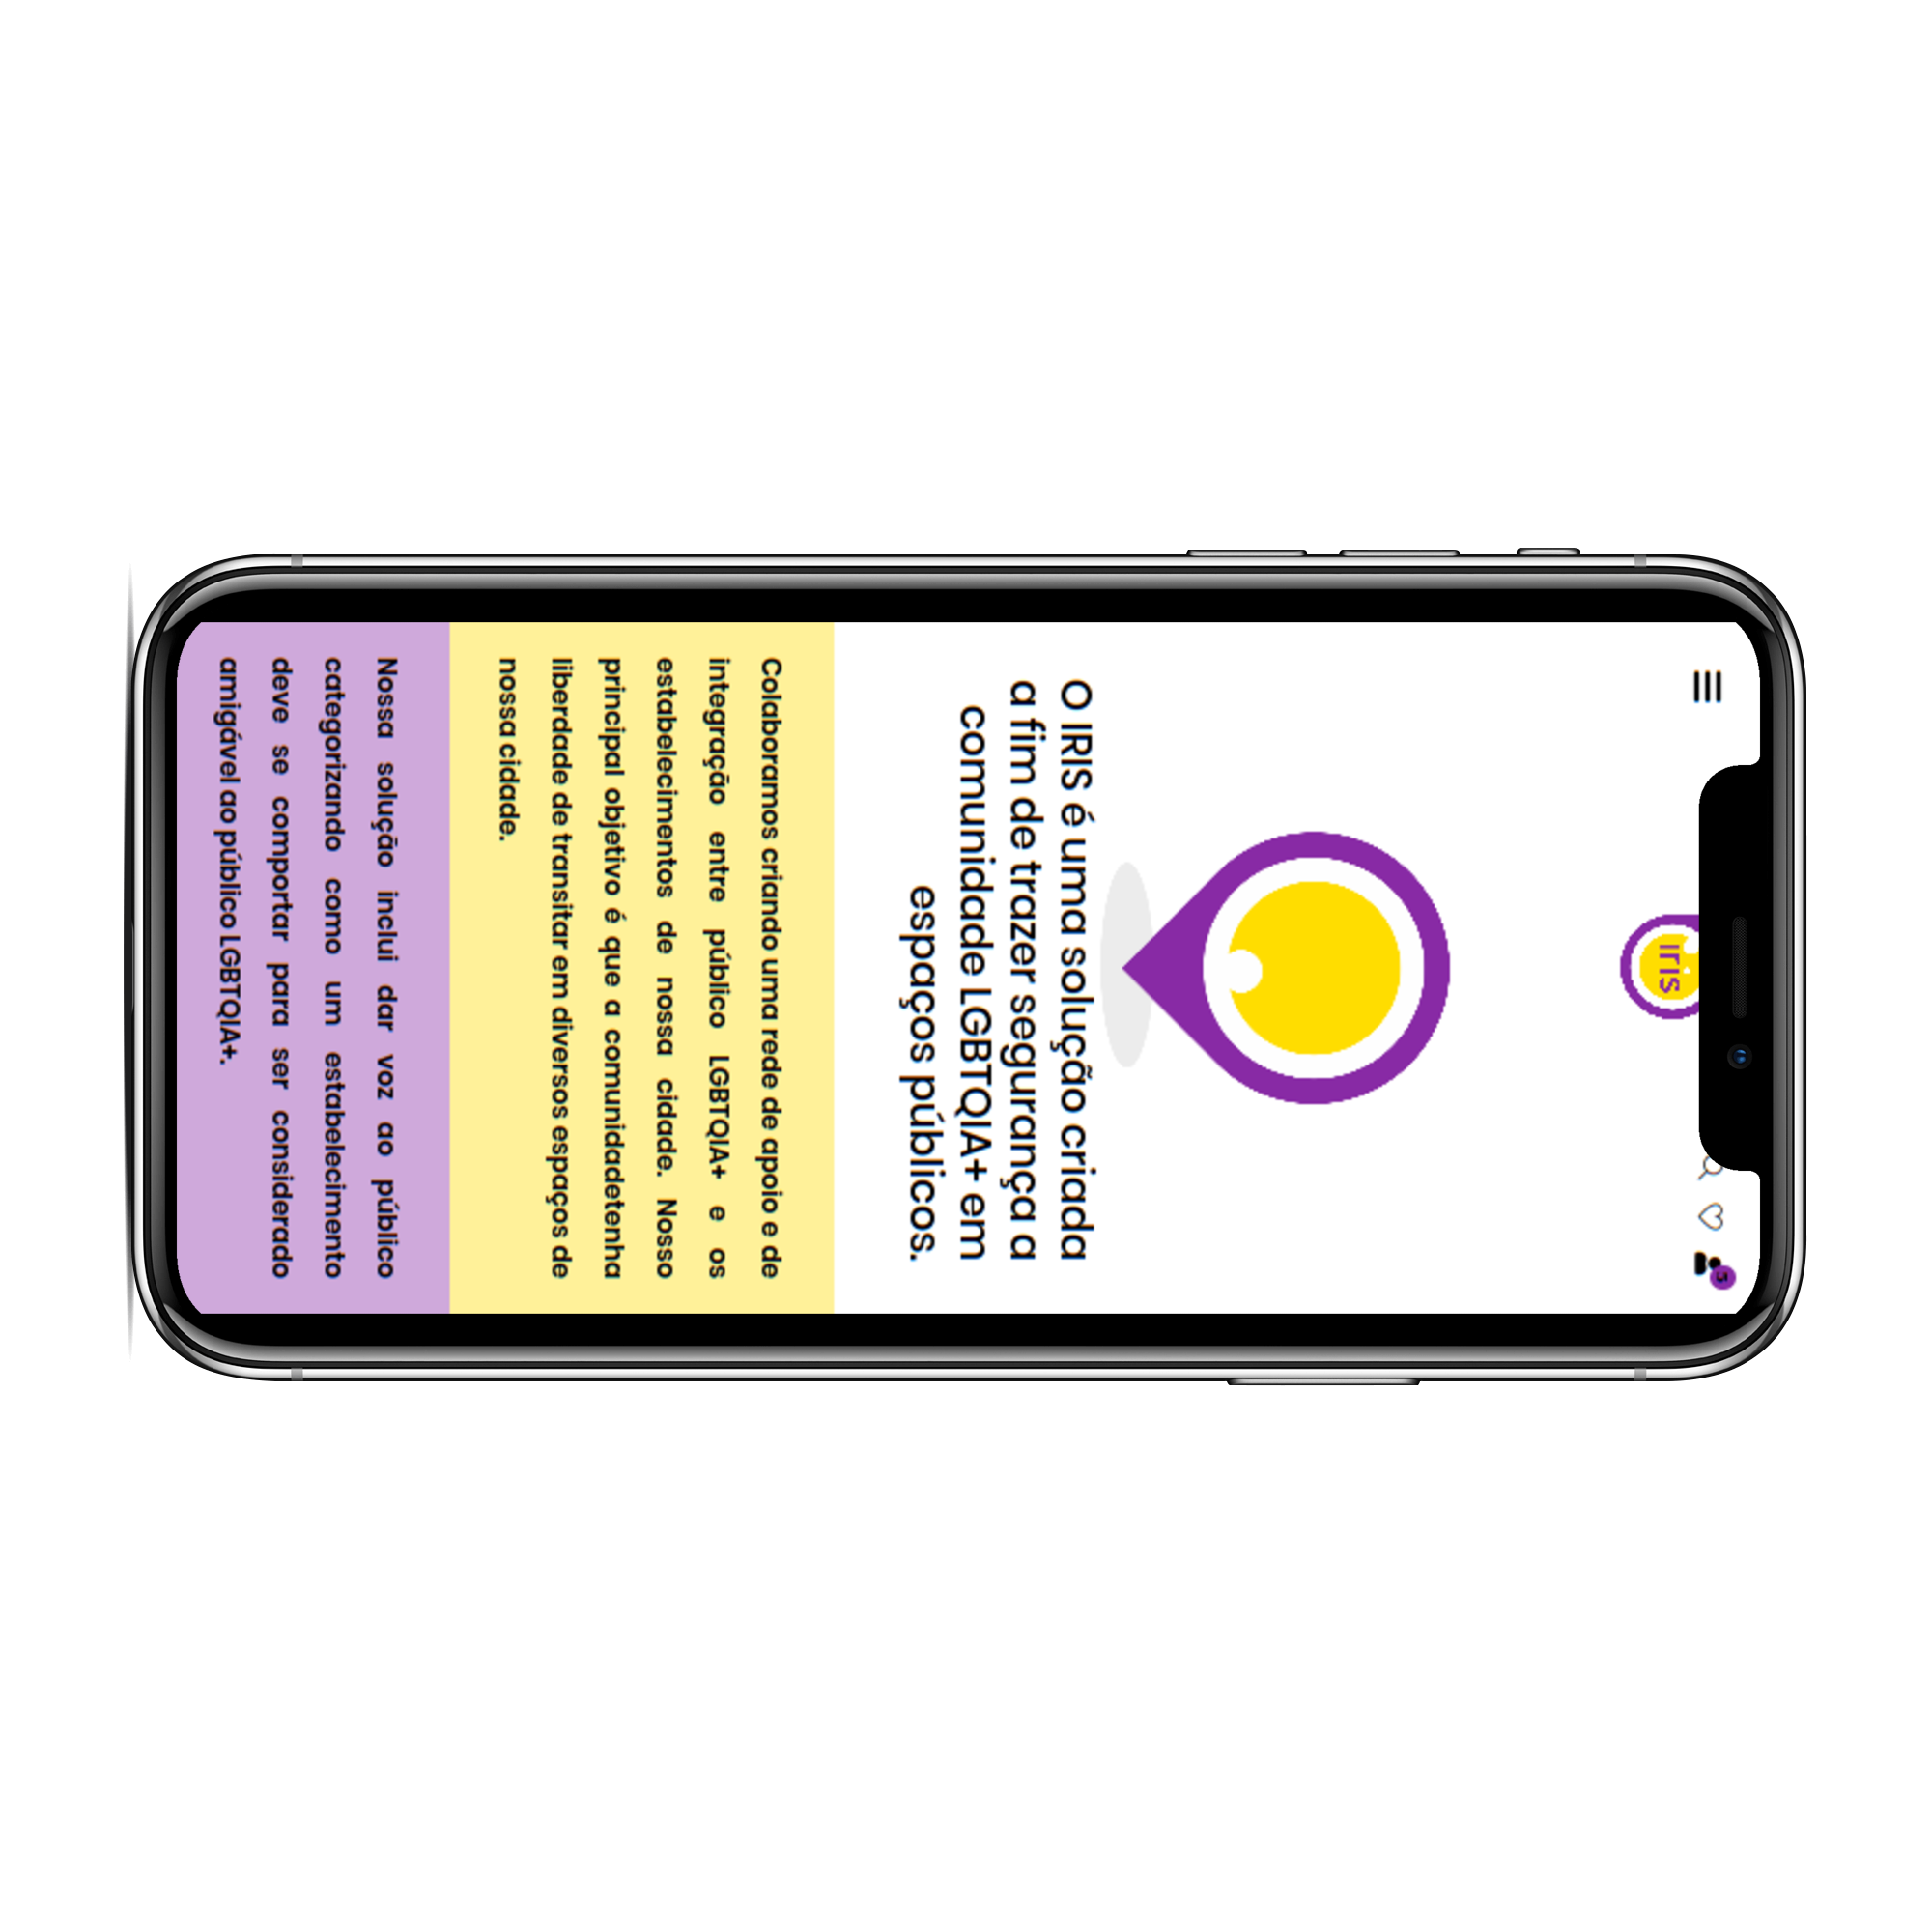 iris
O IRIS é uma solução criada
a fim de trazer segurança a
comunidade LGBTQIA+ em
espaços públicos.
Colaboramos criando uma rede de apoio e de
integração entre público LGBTQIA+ e os
estabelecimentos de nossa cidade. Nosso
principal objetivo é que a comunidadetenha
liberdade de transitar em diversos espaços de
nossa cidade.
Nossa solução inclui dar voz ao público
categorizando como um estabelecimento
deve se comportar para ser considerado
amigável ao público LGBTQIA+.